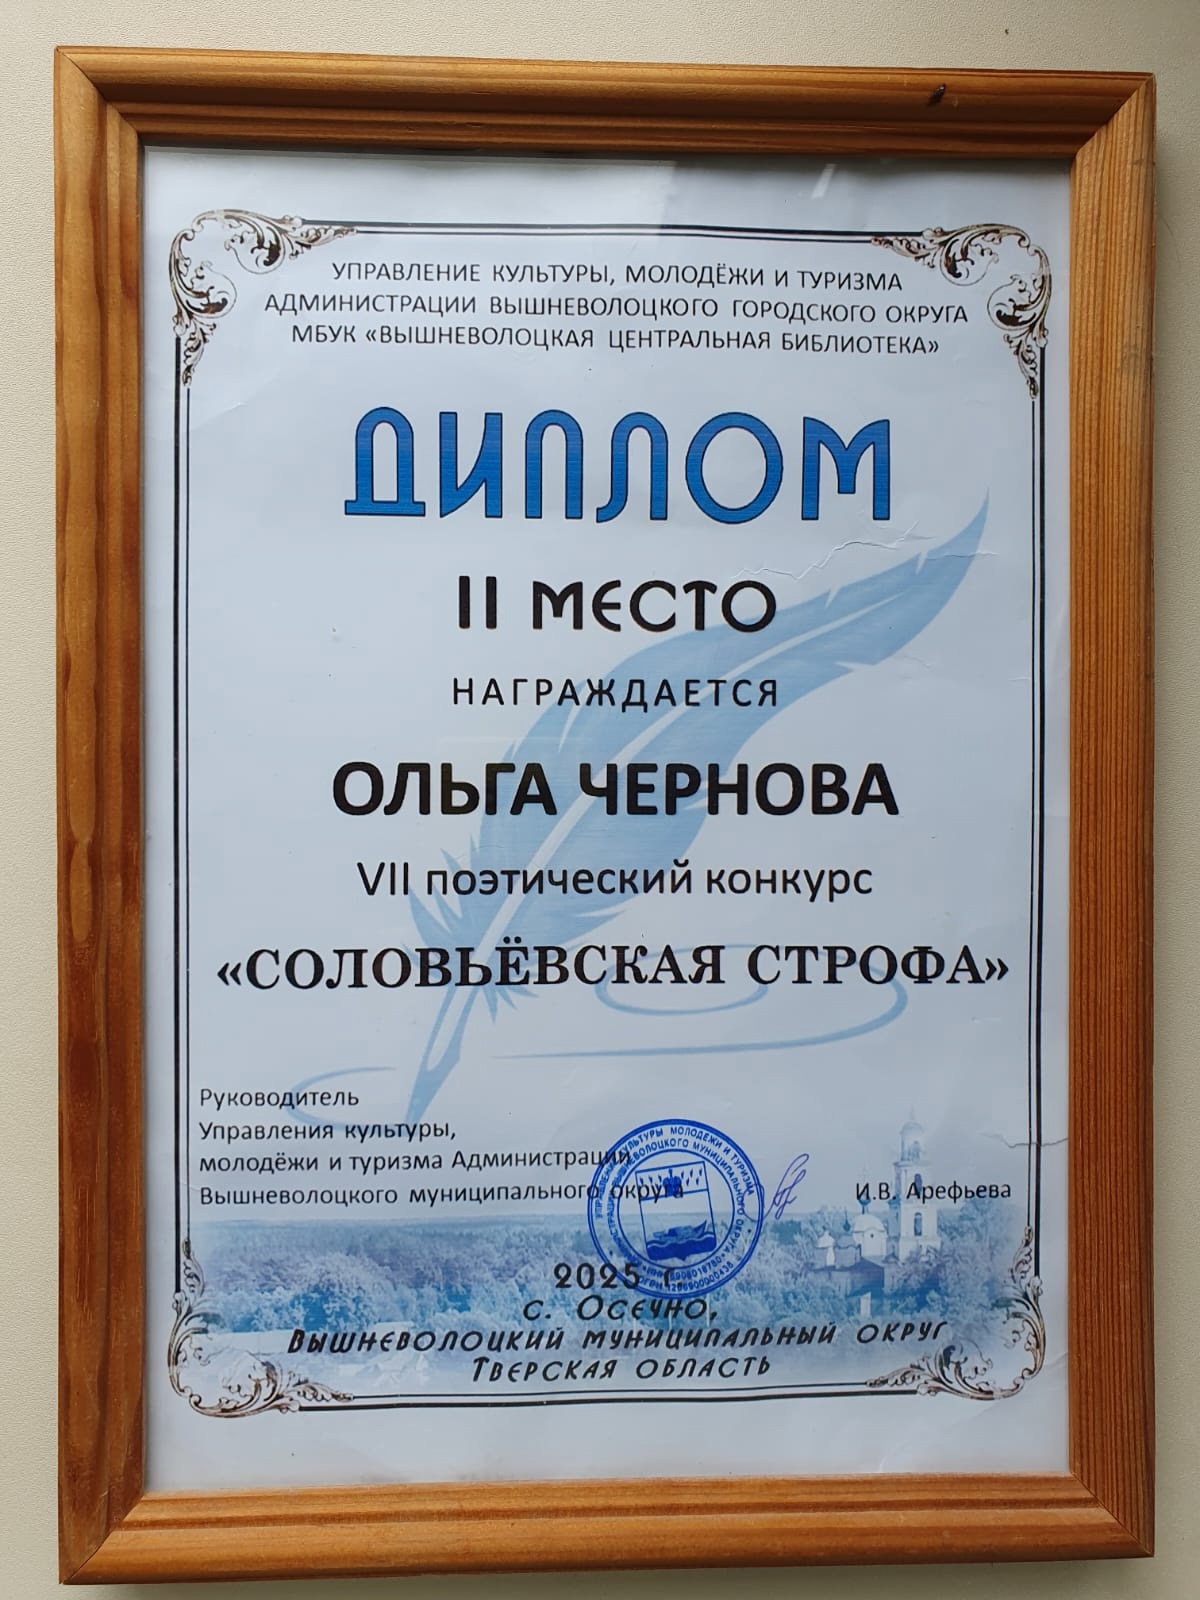 УПРАВЛЕНИЕ КУЛЬТУРЫ, МОЛОДЁЖИ И ТУРИЗМА
АДМИНИСТРАЦИИ ВЫШНЕВОЛОЦКОГО ГОРОДСКОГО ОКРУГА
МБУК «ВЫШНЕВОЛОЦКАЯ ЦЕНТРАЛЬНАЯ БИБЛИОТЕКА»
ДИПЛОМ
II МЕСТО
НАГРАЖДАЕТСЯ
ОЛЬГА ЧЕРНОВА
VII поэтический конкурс
«СОЛОВЬЁВСКАЯ СТРОФА»
Руководитель
Управления культуры,
молодёжи и туризма Администрации
Вышневолоцкого муниципального округа
И.В. Арефьева
2025 г.
с. Осечно,
Вышневолоцкий муниципальный округ
Тверская область